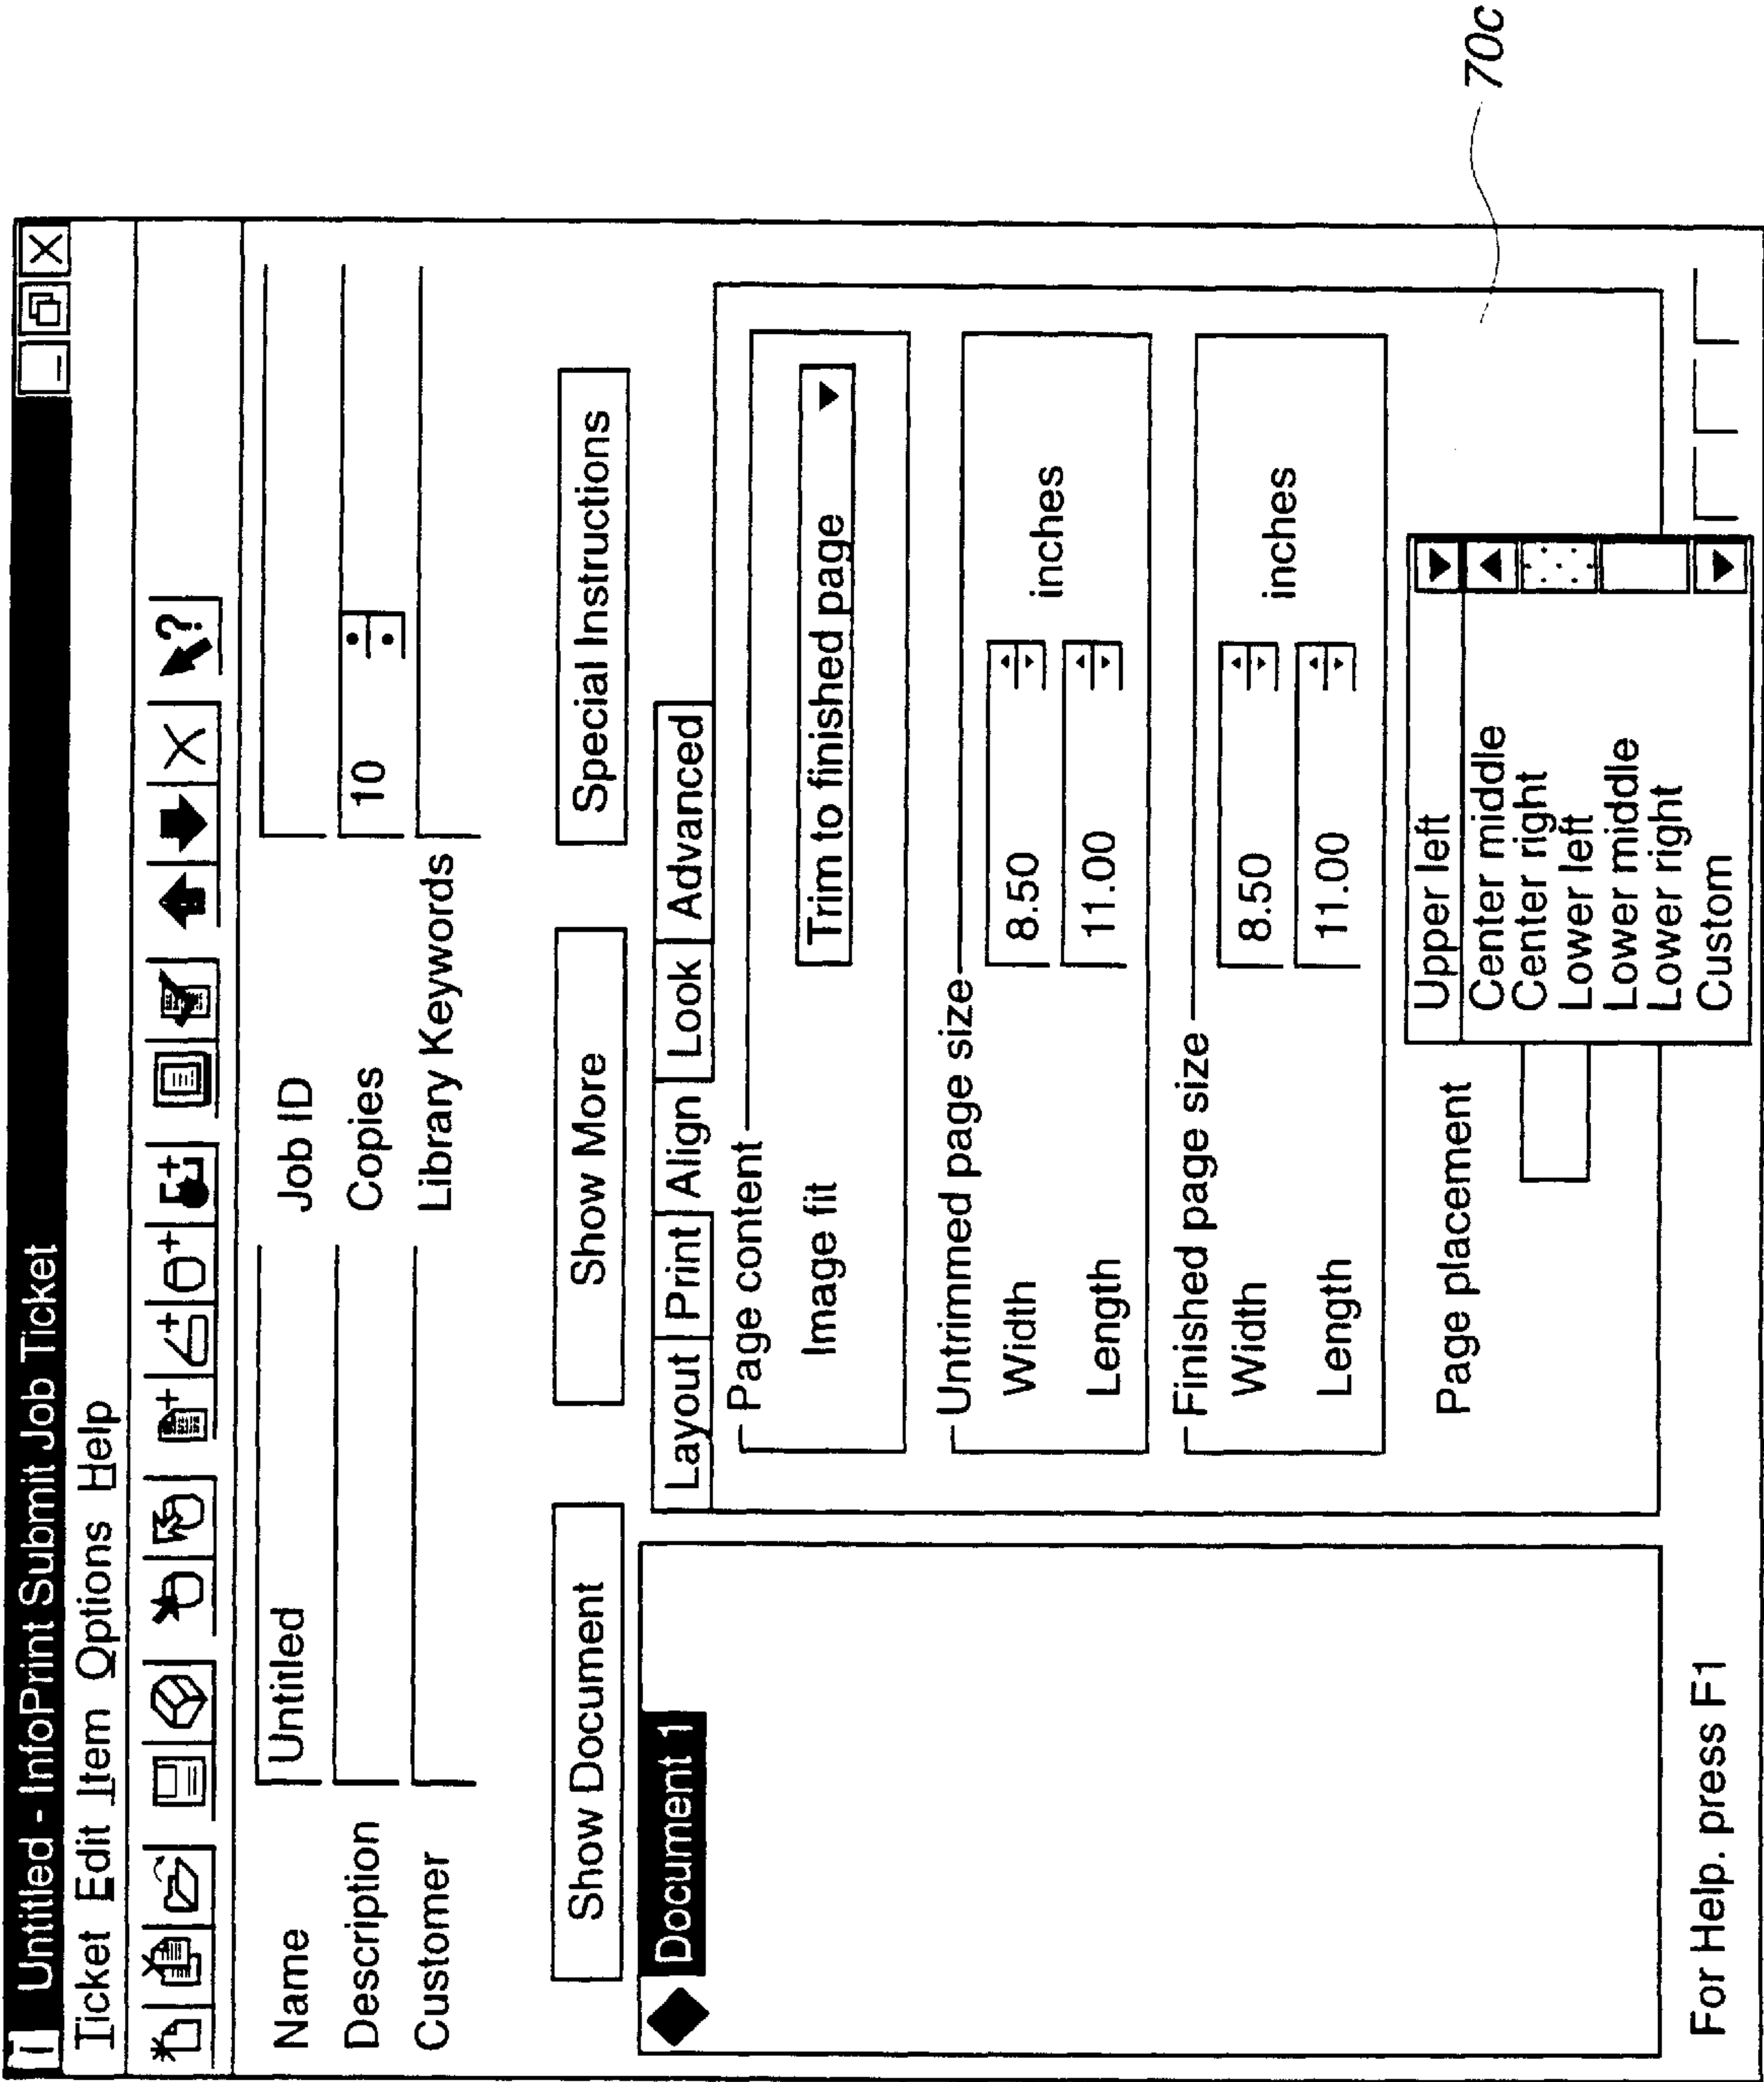 i Untitled - InfoPrint Submit Job Ticket
Ticket Edit Item Options Help
Name Untitled Job ID
Description Copies 10
Customer Library Keywords
Show Document Show More Special Instructions
Document 1
Layout Print Align Look Advanced
Page content
Image fit Trim to finished page
Untrimmed page size
Width 8.50 inches
Length 11.00
Finished page size
Width 8.50 inches
Length 11.00
Page placement Upper left
Center middle
Center right
Lower left
Lower middle
Lower right
Custom
For Help. press F1
70c